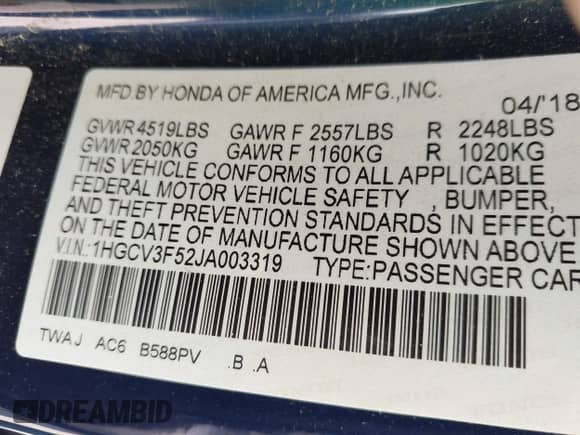 MFD. BY HONDA OF AMERICA MFG.,INC. 04/'18
GVWR 4519LBS GAWR F 2557LBS R 2248LBS
GVWR 2050KG GAWR F 1160KG R 1020KG
THIS VEHICLE CONFORMS TO ALL APPLICABLE
FEDERAL MOTOR VEHICLE SAFETY , BUMPER,
AND THEFT PREVENTION STANDARDS IN EFFECT
ON THE DATE OF MANUFACTURE SHOWN ABOVE
V.I.N.:1HGCV3F52JA003319 TYPE:PASSENGER CAR
TWAJ AC6 B588PV .B .A
DREAMBID